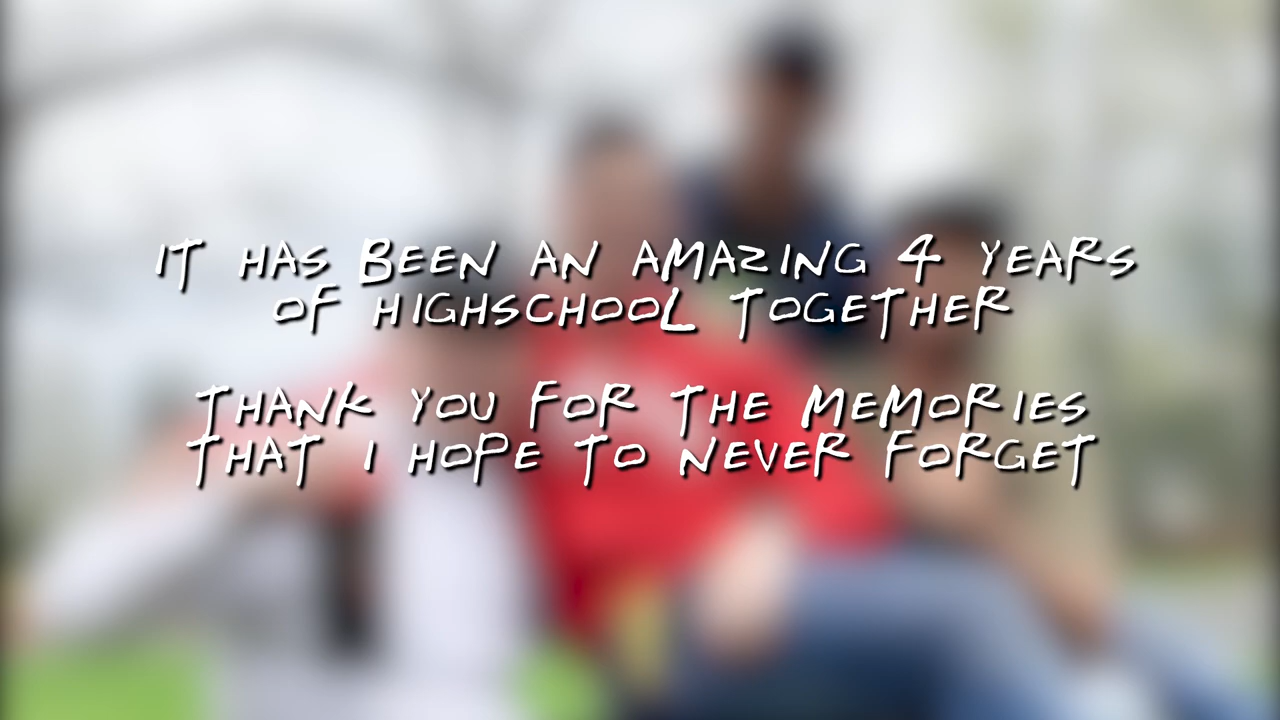 IT HAS BEEN AN AMAZING 4 YEARS
OF HIGHSCHOOL TOGETHER
THANK YOU FOR THE MEMORIES
THAT I HOPE TO NEVER FORGET